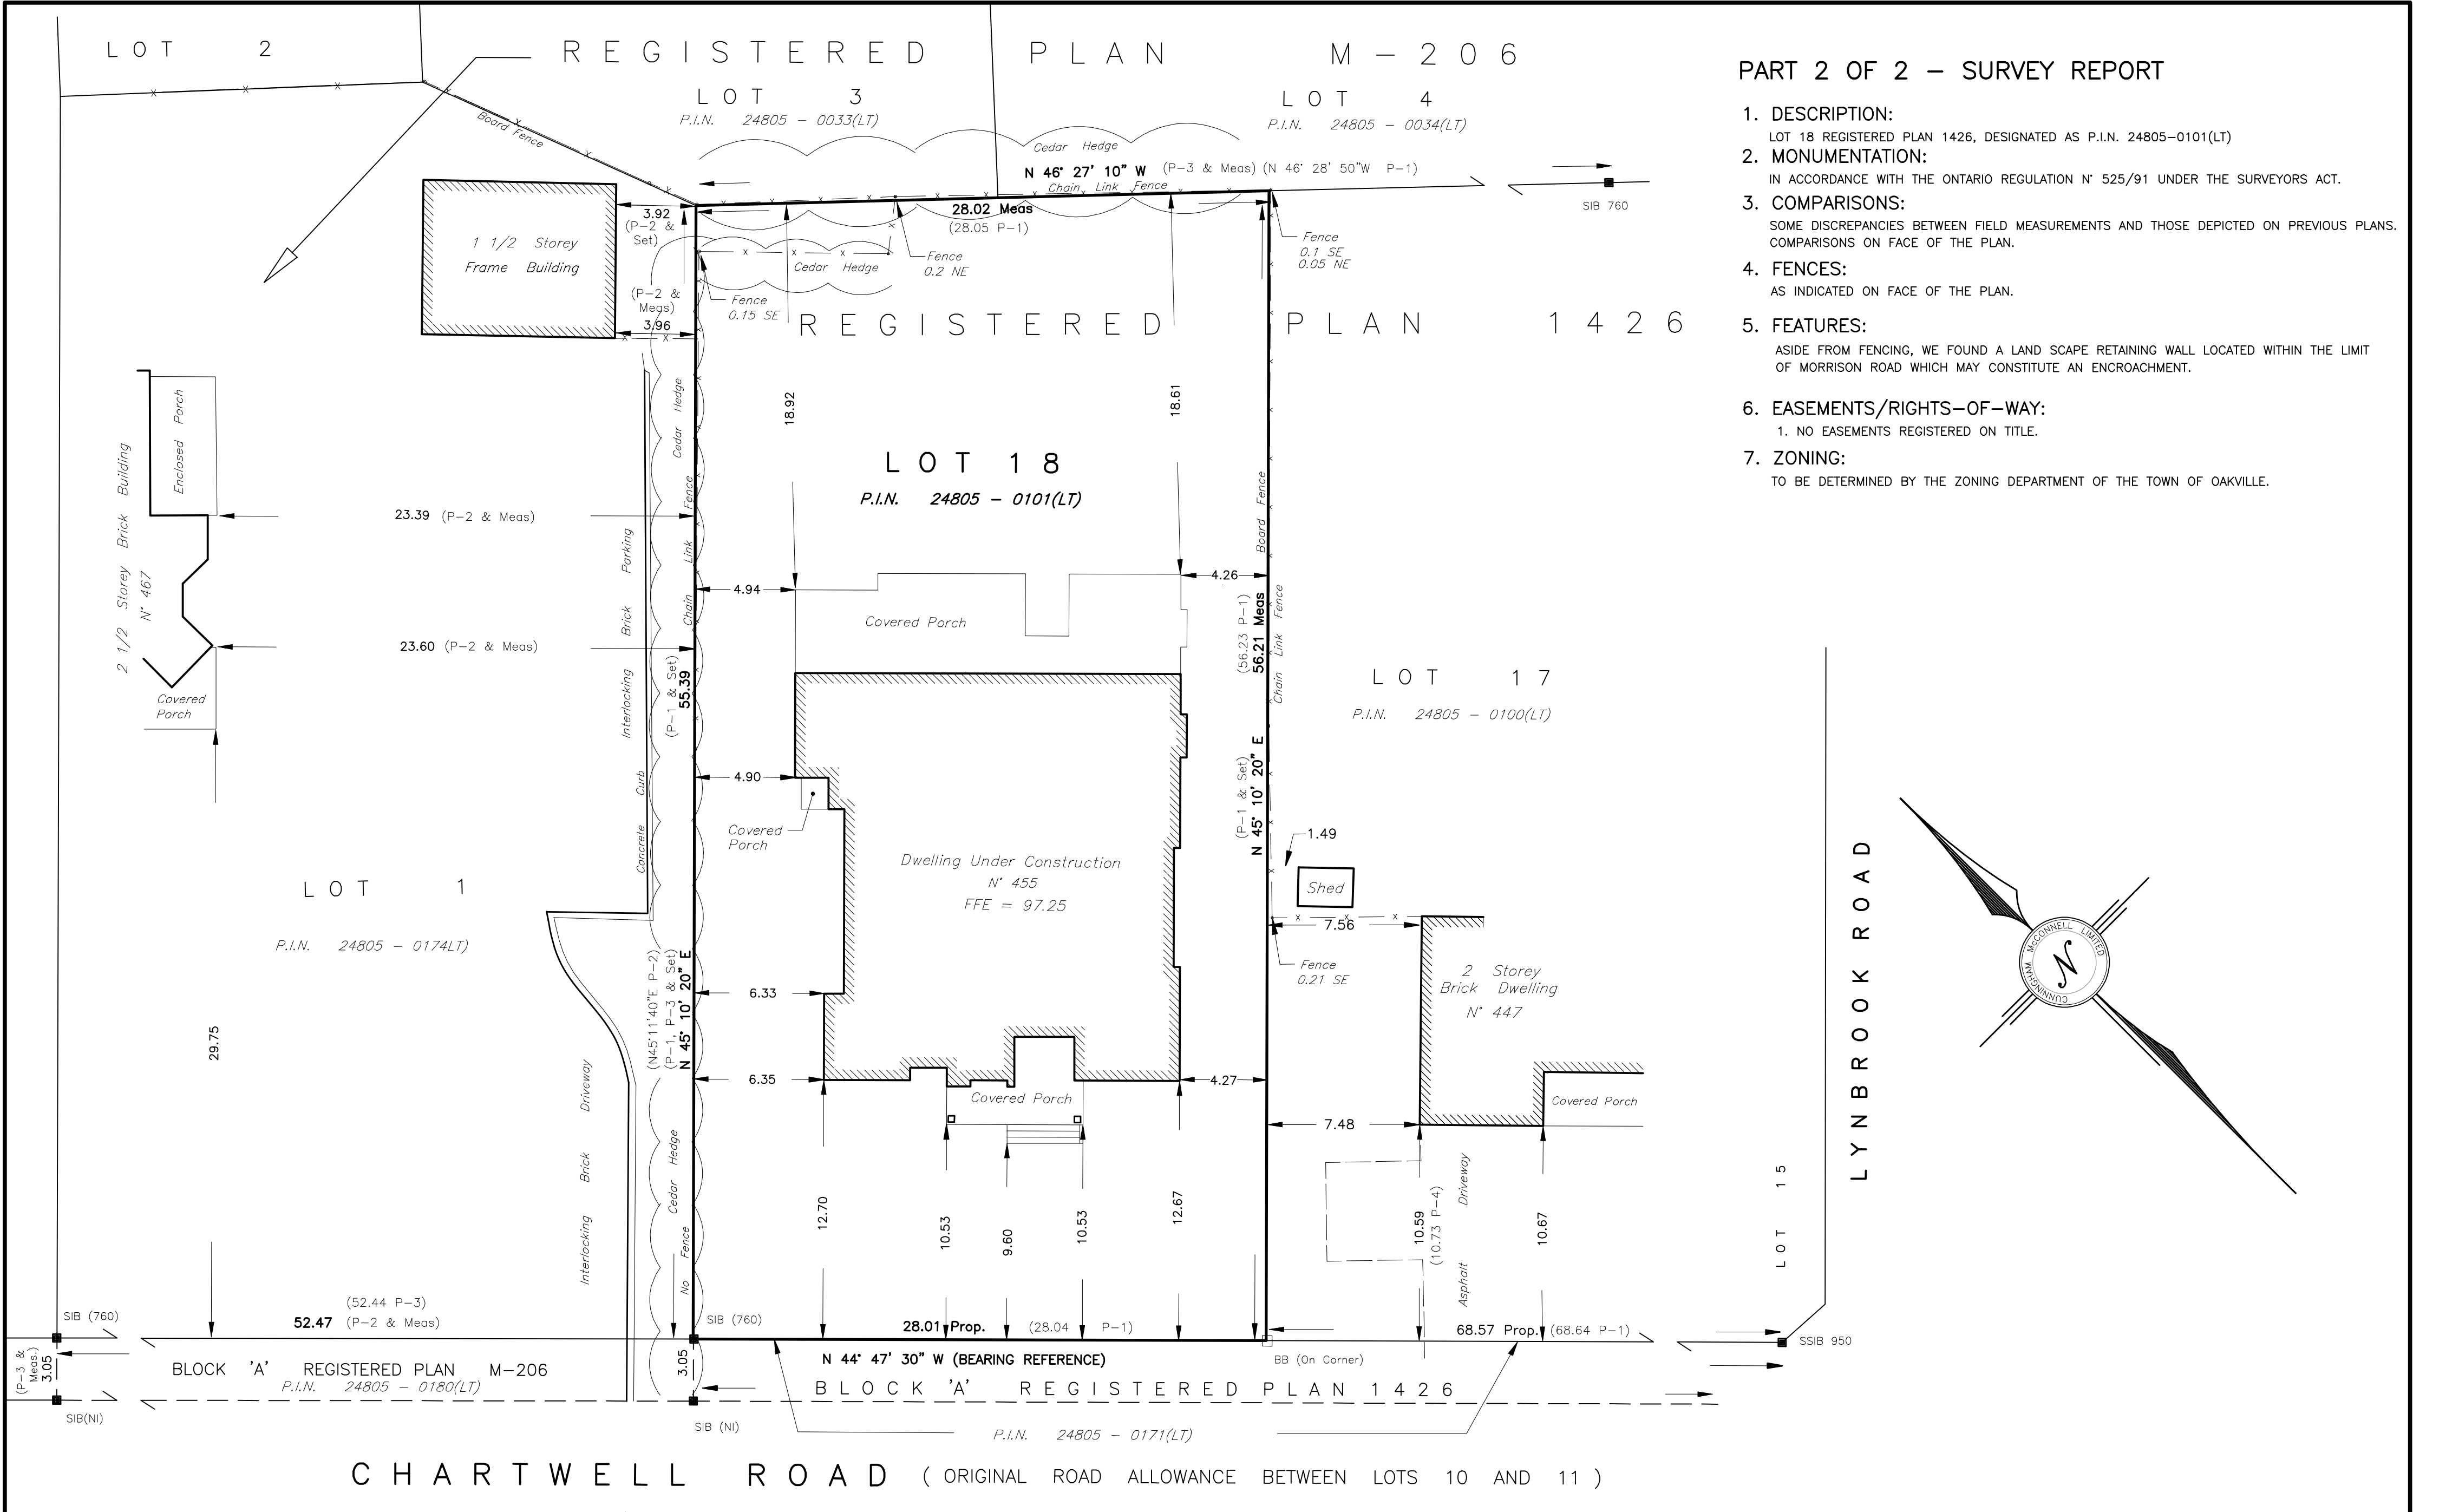 LOT 2
REGISTERED PLAN M-206
LOT 3
P.I.N. 24805 - 0033(LT)
LOT 4
P.I.N. 24805 - 0034(LT)
Board Fence
Cedar Hedge
N 46° 27' 10" W (P-3 & Meas) (N 46° 28' 50"W P-1)
Chain Link Fence
SIB 760
28.02 Meas
(28.05 P-1)
3.92
(P-2 &
Set)
1 1/2 Storey
Frame Building
(P-2 &
Meas)
3.96
Cedar Hedge
Fence
0.2 NE
Fence
0.15 SE
Fence
0.1 SE
0.05 NE
REGISTERED PLAN 1426
PART 2 OF 2 - SURVEY REPORT
1. DESCRIPTION:
LOT 18 REGISTERED PLAN 1426, DESIGNATED AS P.I.N. 24805-0101(LT)
2. MONUMENTATION:
IN ACCORDANCE WITH THE ONTARIO REGULATION N° 525/91 UNDER THE SURVEYORS ACT.
3. COMPARISONS:
SOME DISCREPANCIES BETWEEN FIELD MEASUREMENTS AND THOSE DEPICTED ON PREVIOUS PLANS.
COMPARISONS ON FACE OF THE PLAN.
4. FENCES:
AS INDICATED ON FACE OF THE PLAN.
5. FEATURES:
ASIDE FROM FENCING, WE FOUND A LAND SCAPE RETAINING WALL LOCATED WITHIN THE LIMIT
OF MORRISON ROAD WHICH MAY CONSTITUTE AN ENCROACHMENT.
6. EASEMENTS/RIGHTS-OF-WAY:
1. NO EASEMENTS REGISTERED ON TITLE.
7. ZONING:
TO BE DETERMINED BY THE ZONING DEPARTMENT OF THE TOWN OF OAKVILLE.
18.92
18.61
LOT 18
P.I.N. 24805 - 0101(LT)
Enclosed Porch
2 1/2 Storey Brick Building
N° 467
Covered
Porch
23.39 (P-2 & Meas)
23.60 (P-2 & Meas)
Interlocking Brick Parking
Concrete Curb
Cedar Hedge
Chain Link Fence
(P-1 & Set)
55.39
4.94
4.26
Covered Porch
Board Fence
Chain Link Fence
(56.23 P-1)
56.21 Meas
(P-1 & Set)
N 45° 10' 20" E
LOT 17
P.I.N. 24805 - 0100(LT)
4.90
Covered
Porch
Dwelling Under Construction
N° 455
FFE = 97.25
1.49
Shed
7.56
Fence
0.21 SE
2 Storey
Brick Dwelling
N° 447
Covered Porch
LOT 1
P.I.N. 24805 - 0174LT)
29.75
(N45°11'40"E P-2)
(P-1, P-3 & Set)
N 45° 10' 20" E
6.33
6.35
4.27
7.48
Covered Porch
Interlocking Brick Driveway
Cedar Hedge
No Fence
12.70
10.53
9.60
10.53
12.67
10.59
(10.73 P-4)
Asphalt Driveway
10.67
LOT 15
LYNBROOK ROAD
CUNNINGHAM McCONNELL LIMITED
N
SIB (760)
(52.44 P-3)
52.47 (P-2 & Meas)
SIB (760)
28.01 Prop. (28.04 P-1)
68.57 Prop. (68.64 P-1)
SSIB 950
(P-3 &
Meas.)
3.05
BLOCK 'A' REGISTERED PLAN M-206
P.I.N. 24805 - 0180(LT)
3.05
N 44° 47' 30" W (BEARING REFERENCE)
BB (On Corner)
BLOCK 'A' REGISTERED PLAN 1426
SIB(NI)
SIB (NI)
P.I.N. 24805 - 0171(LT)
CHARTWELL ROAD (ORIGINAL ROAD ALLOWANCE BETWEEN LOTS 10 AND 11)